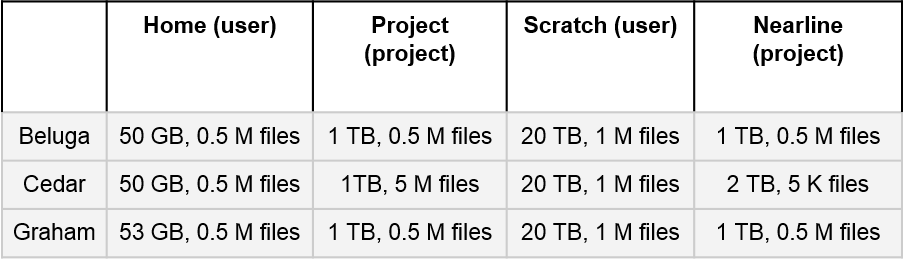 Home (user) Project (project) Scratch (user) Nearline (project)
Beluga 50 GB, 0.5 M files 1 TB, 0.5 M files 20 TB, 1 M files 1 TB, 0.5 M files
Cedar 50 GB, 0.5 M files 1TB, 5 M files 20 TB, 1 M files 2 TB, 5 K files
Graham 53 GB, 0.5 M files 1 TB, 0.5 M files 20 TB, 1 M files 1 TB, 0.5 M files